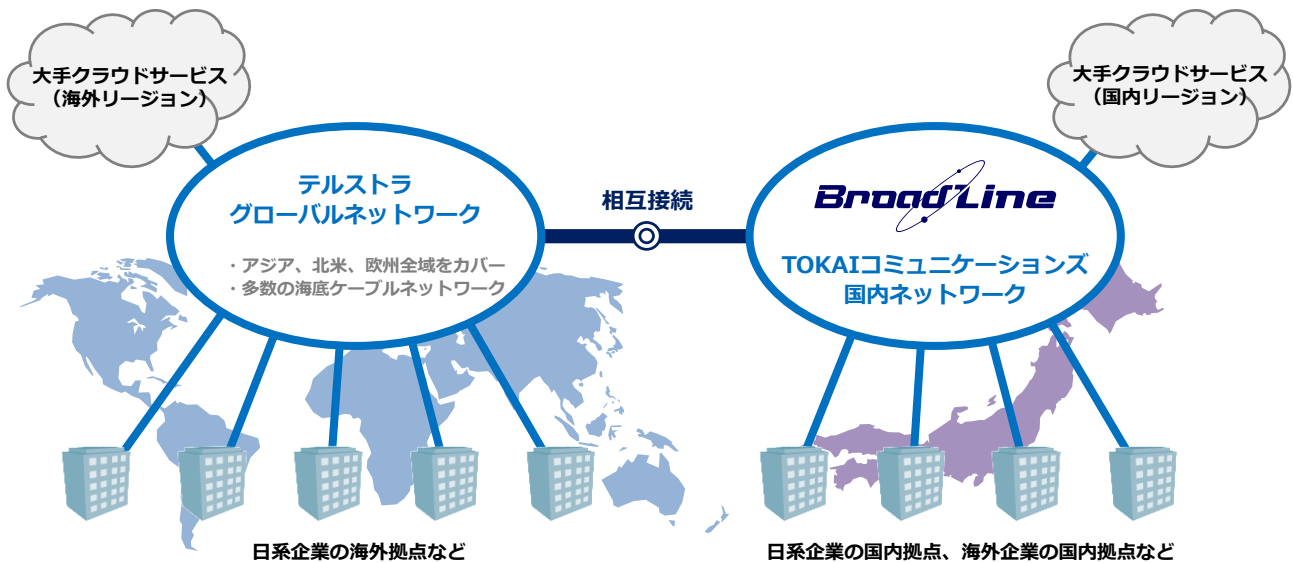 大手クラウドサービス
（海外リージョン）
テルストラ
グローバルネットワーク
・アジア、北米、欧州全域をカバー
・多数の海底ケーブルネットワーク
日系企業の海外拠点など
相互接続
大手クラウドサービス
（国内リージョン）
BroadLine
TOKAIコミュニケーションズ
国内ネットワーク
日系企業の国内拠点、海外企業の国内拠点など